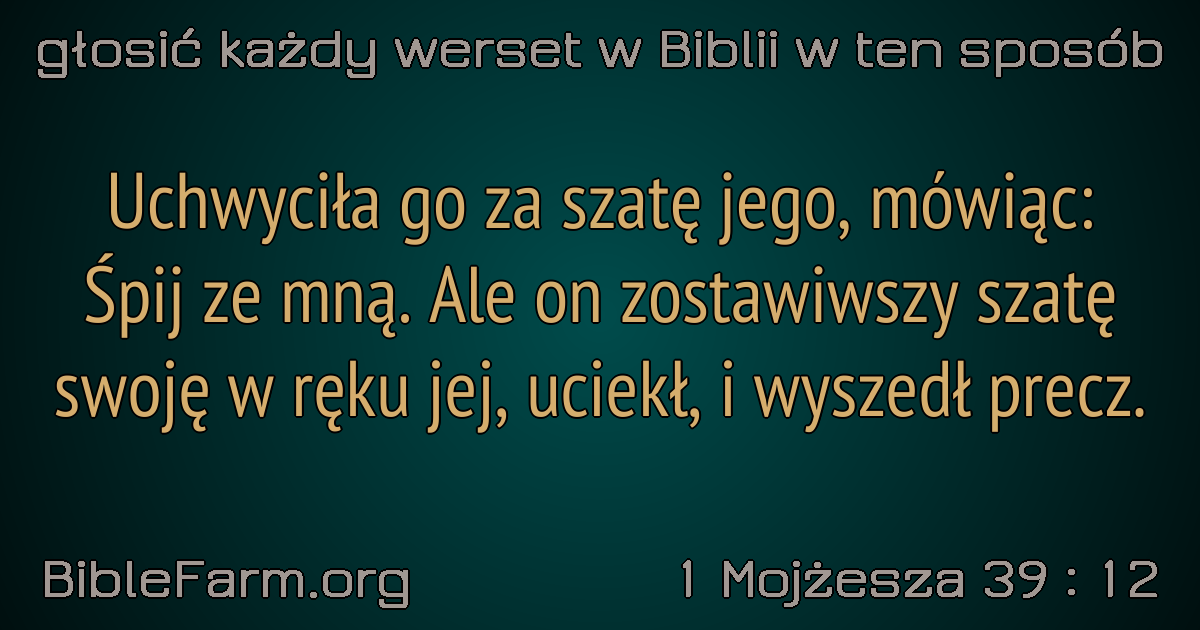 głosić każdy werset w Biblii w ten sposób
Uchwyciła go za szatę jego, mówiąc:
Śpij ze mną. Ale on zostawiwszy szatę
swoję w ręku jej, uciekł, i wyszedł precz.
BibleFarm.org
1 Mojżesza 39 : 12